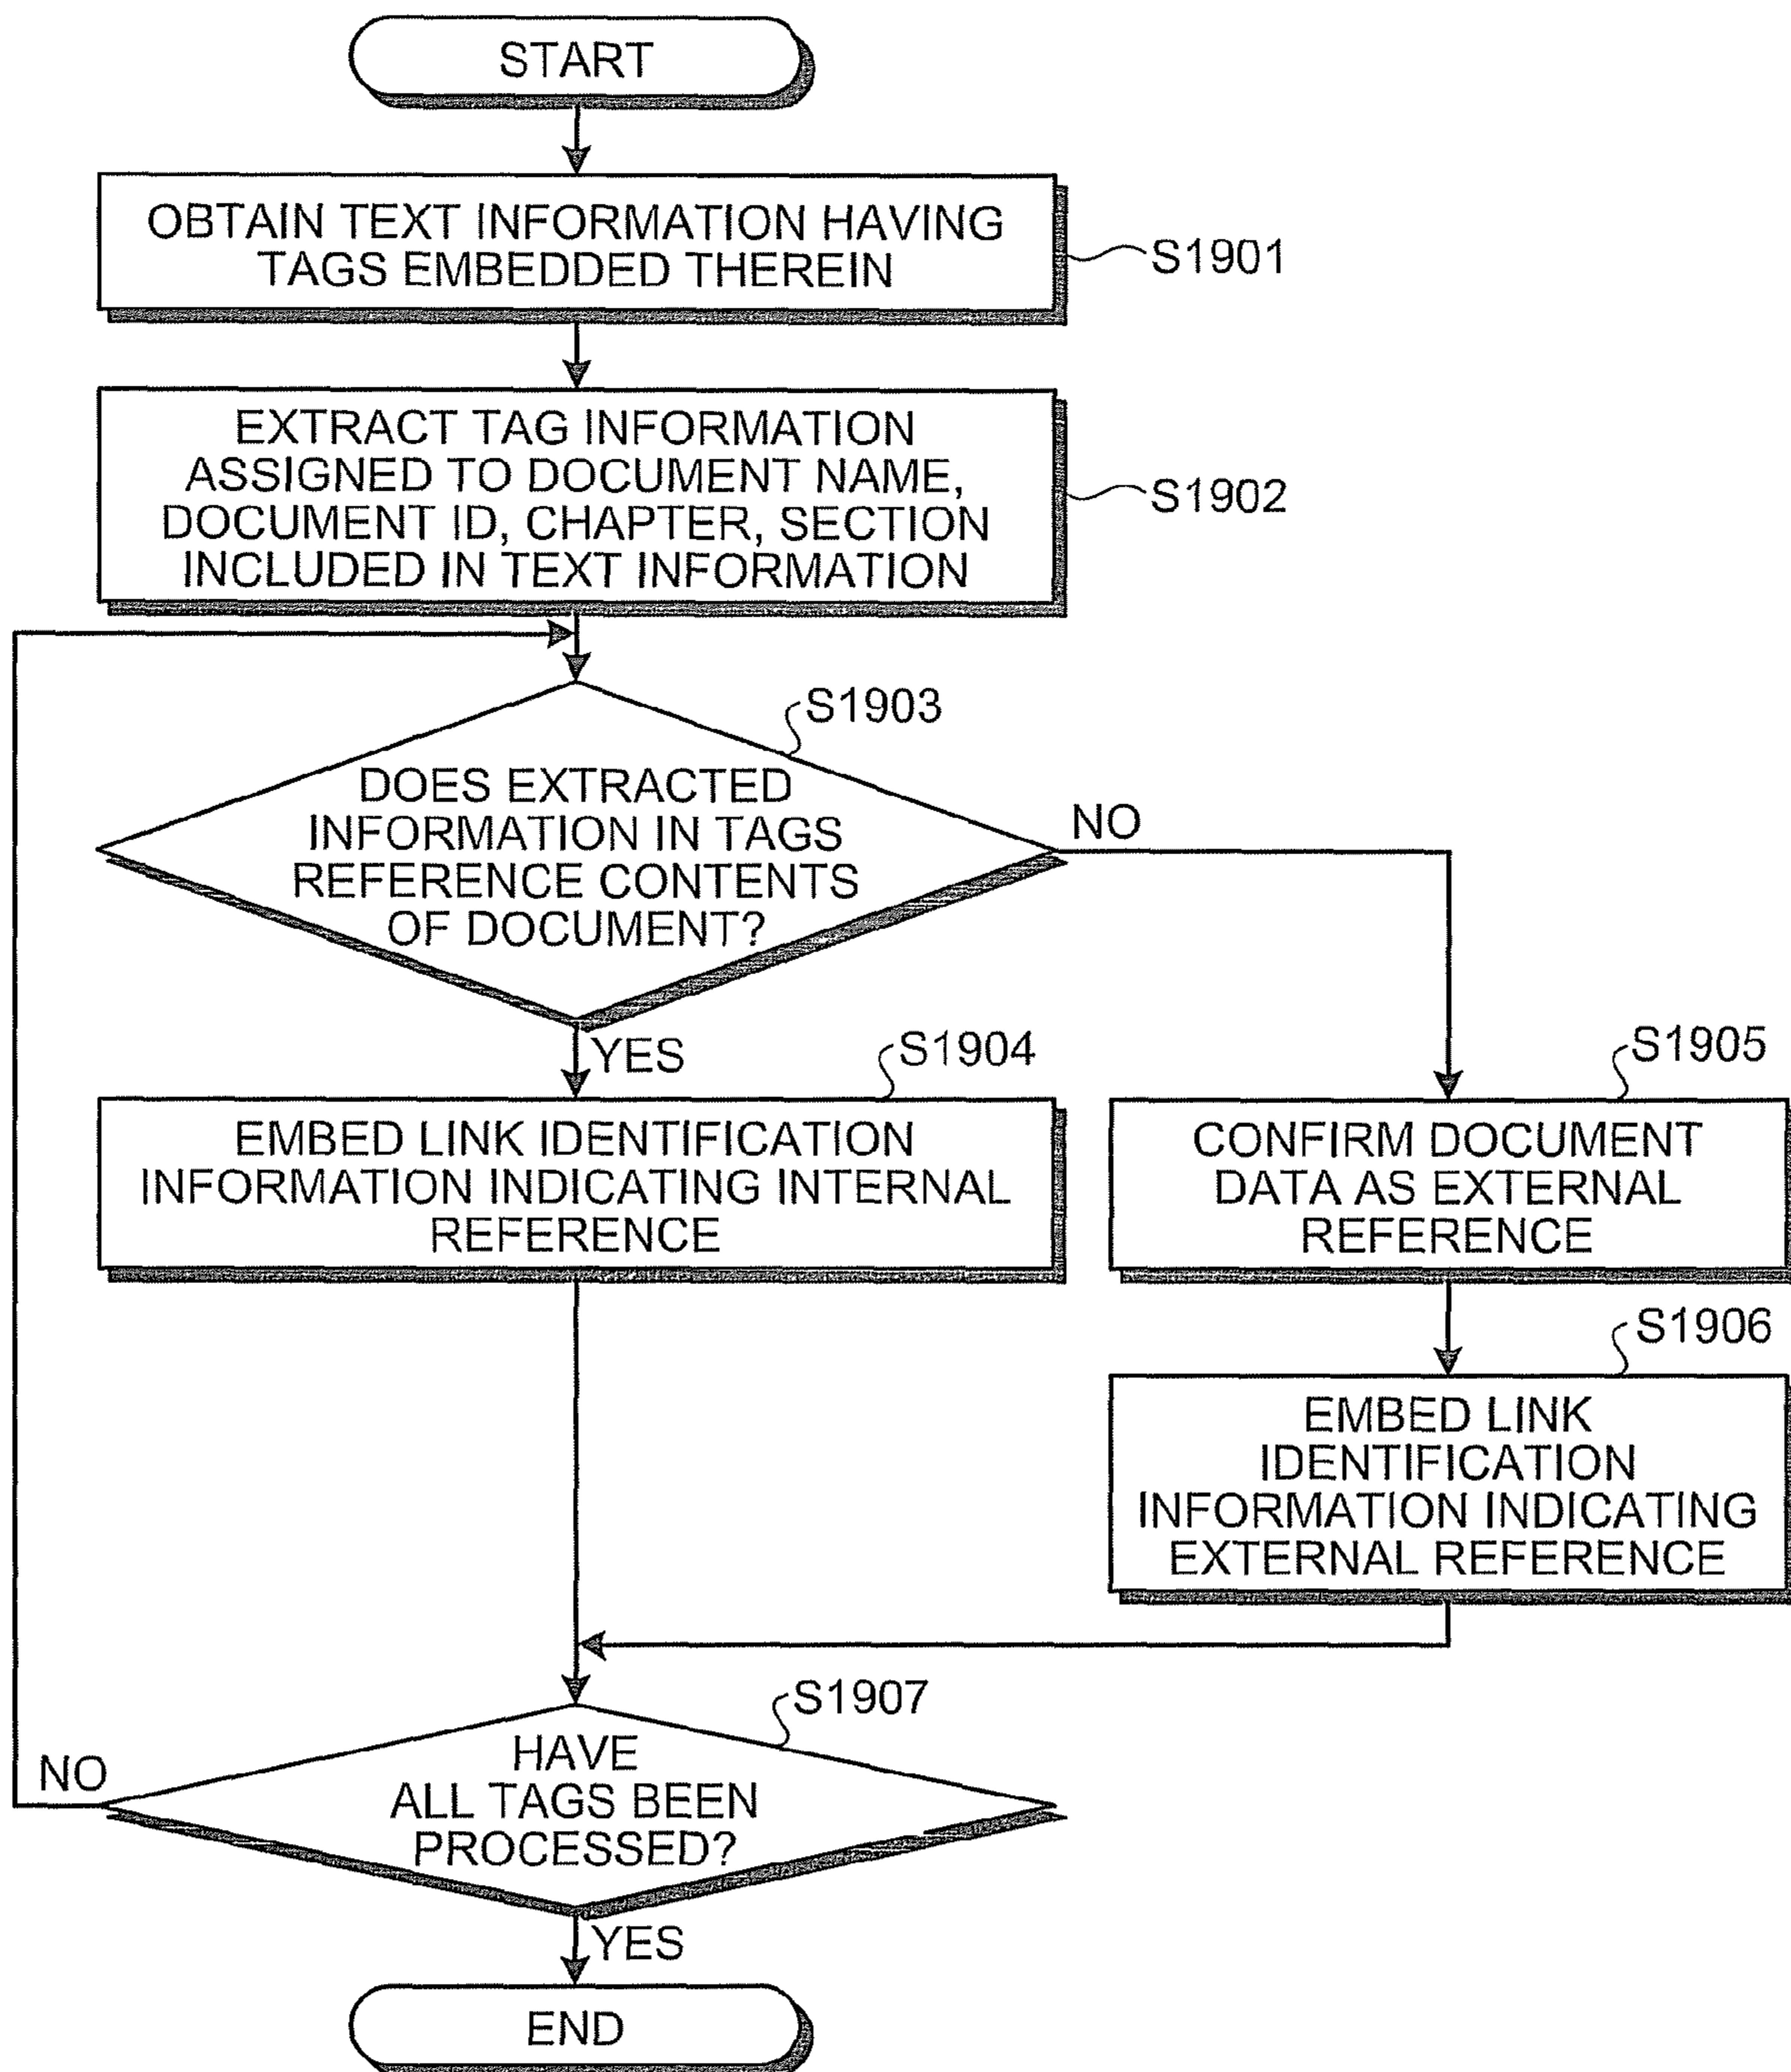 START
OBTAIN TEXT INFORMATION HAVING
TAGS EMBEDDED THEREIN
S1901
EXTRACT TAG INFORMATION
ASSIGNED TO DOCUMENT NAME,
DOCUMENT ID, CHAPTER, SECTION
INCLUDED IN TEXT INFORMATION
S1902
S1903
DOES EXTRACTED
INFORMATION IN TAGS
REFERENCE CONTENTS
OF DOCUMENT?
NO
YES
S1904
EMBED LINK IDENTIFICATION
INFORMATION INDICATING INTERNAL
REFERENCE
S1905
CONFIRM DOCUMENT
DATA AS EXTERNAL
REFERENCE
S1906
EMBED LINK
IDENTIFICATION
INFORMATION INDICATING
EXTERNAL REFERENCE
S1907
HAVE
ALL TAGS BEEN
PROCESSED?
NO
YES
END